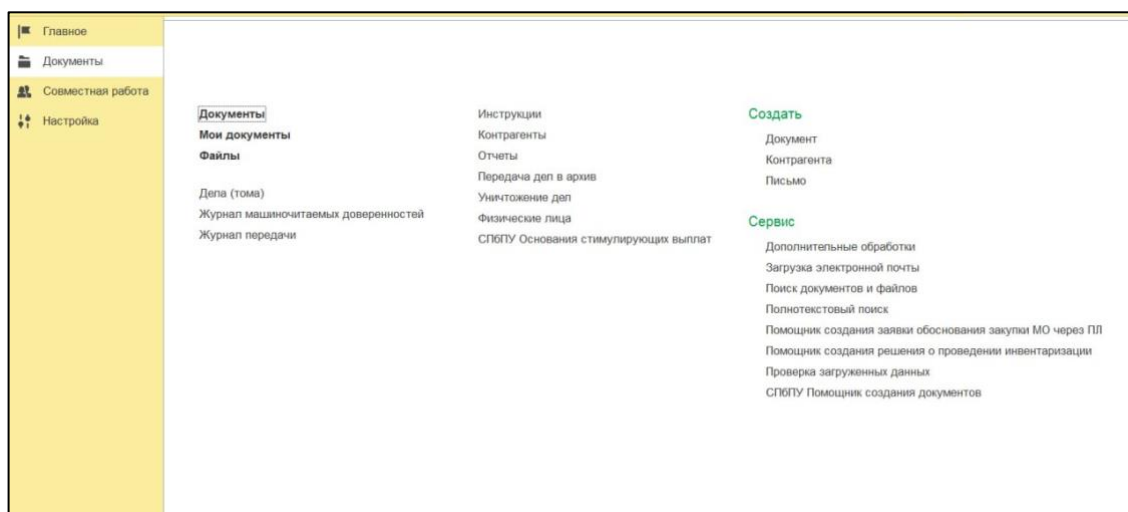 Главное
Документы
Совместная работа
Настройка
Документы
Мои документы
Файлы
Дела (тома)
Журнал машиночитаемых доверенностей
Журнал передачи
Инструкции
Контрагенты
Отчеты
Передача дел в архив
Уничтожение дел
Физические лица
СПбПУ Основания стимулирующих выплат
Создать
Документ
Контрагента
Письмо
Сервис
Дополнительные обработки
Загрузка электронной почты
Поиск документов и файлов
Полнотекстовый поиск
Помощник создания заявки обоснования закупки МО через ПЛ
Помощник создания решения о проведении инвентаризации
Проверка загруженных данных
СПбПУ Помощник создания документов